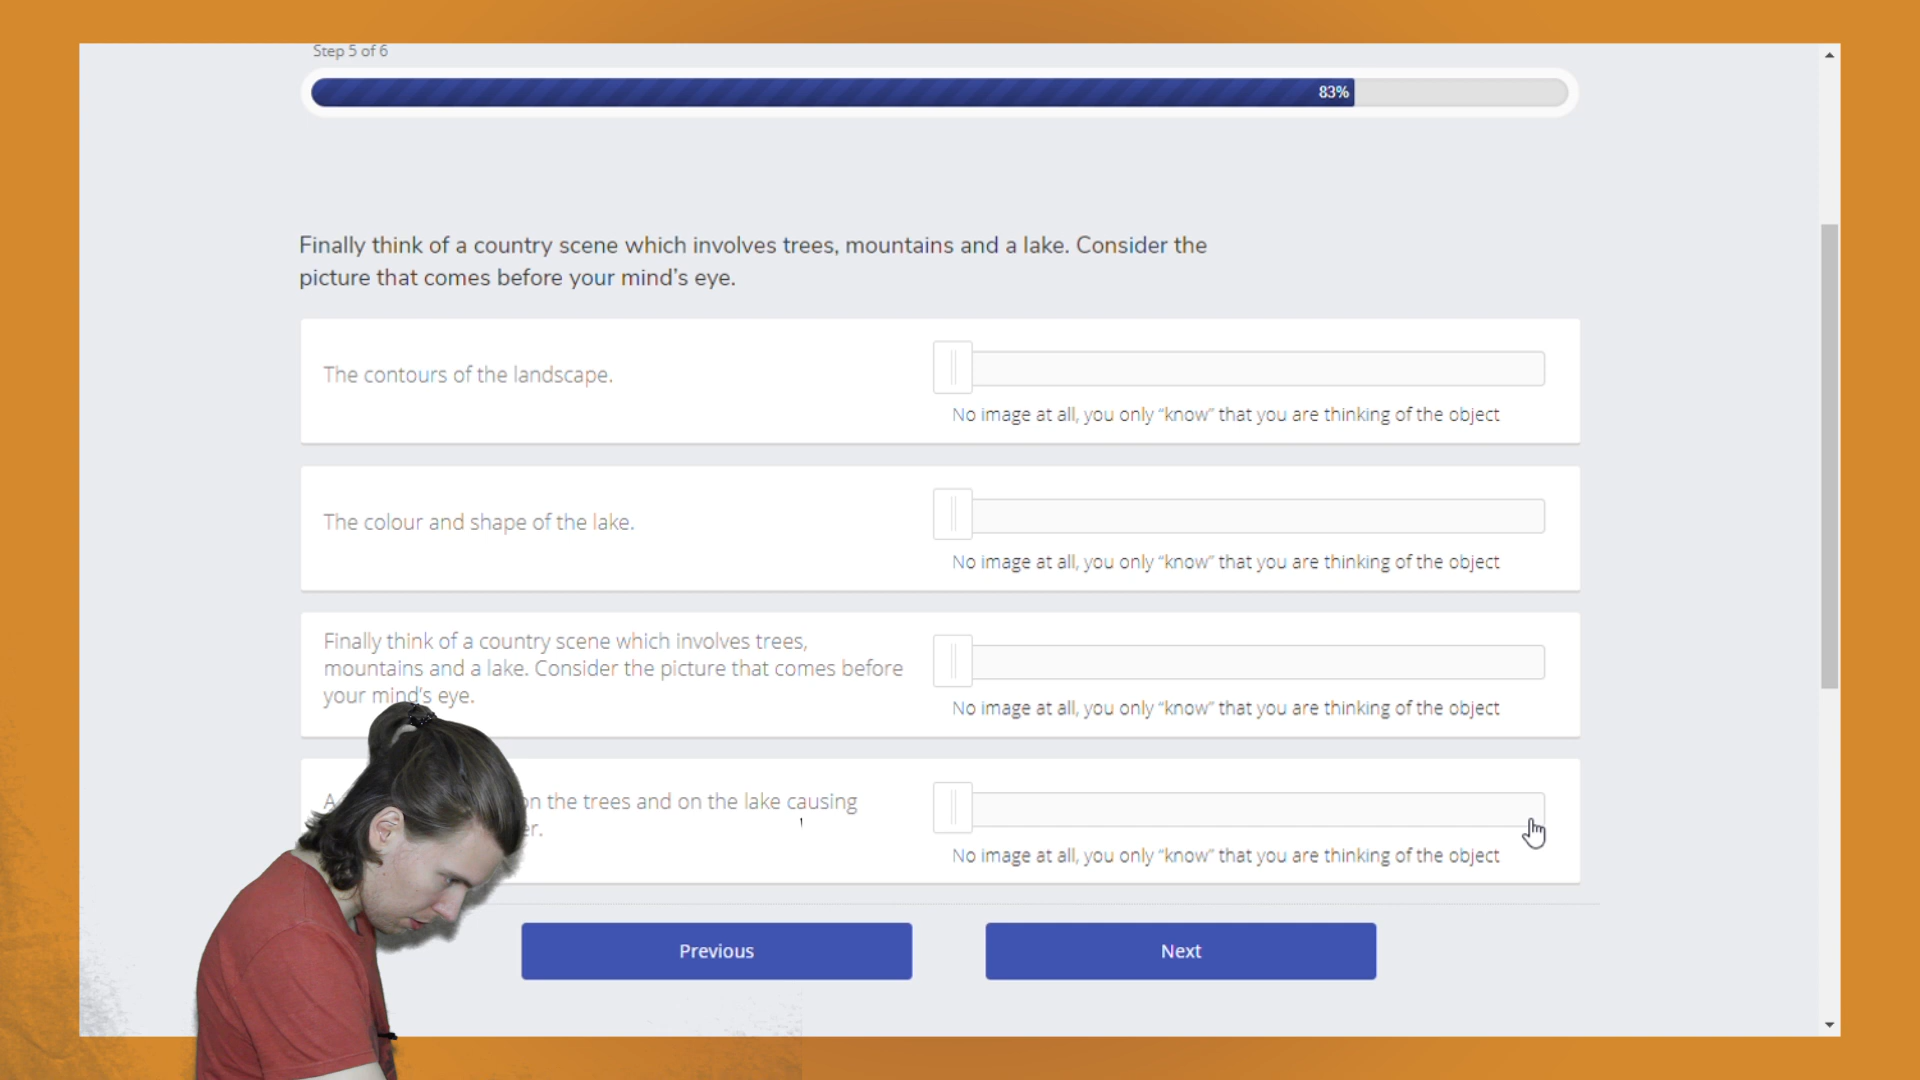 Step 5 of 6
83%
Finally think of a country scene which involves trees, mountains and a lake. Consider the
picture that comes before your mind’s eye.
The contours of the landscape.
No image at all, you only “know” that you are thinking of the object
The colour and shape of the lake.
No image at all, you only “know” that you are thinking of the object
Finally think of a country scene which involves trees,
mountains and a lake. Consider the picture that comes before
your mind’s eye.
No image at all, you only “know” that you are thinking of the object
on the trees and on the lake causing
No image at all, you only “know” that you are thinking of the object
Previous
Next